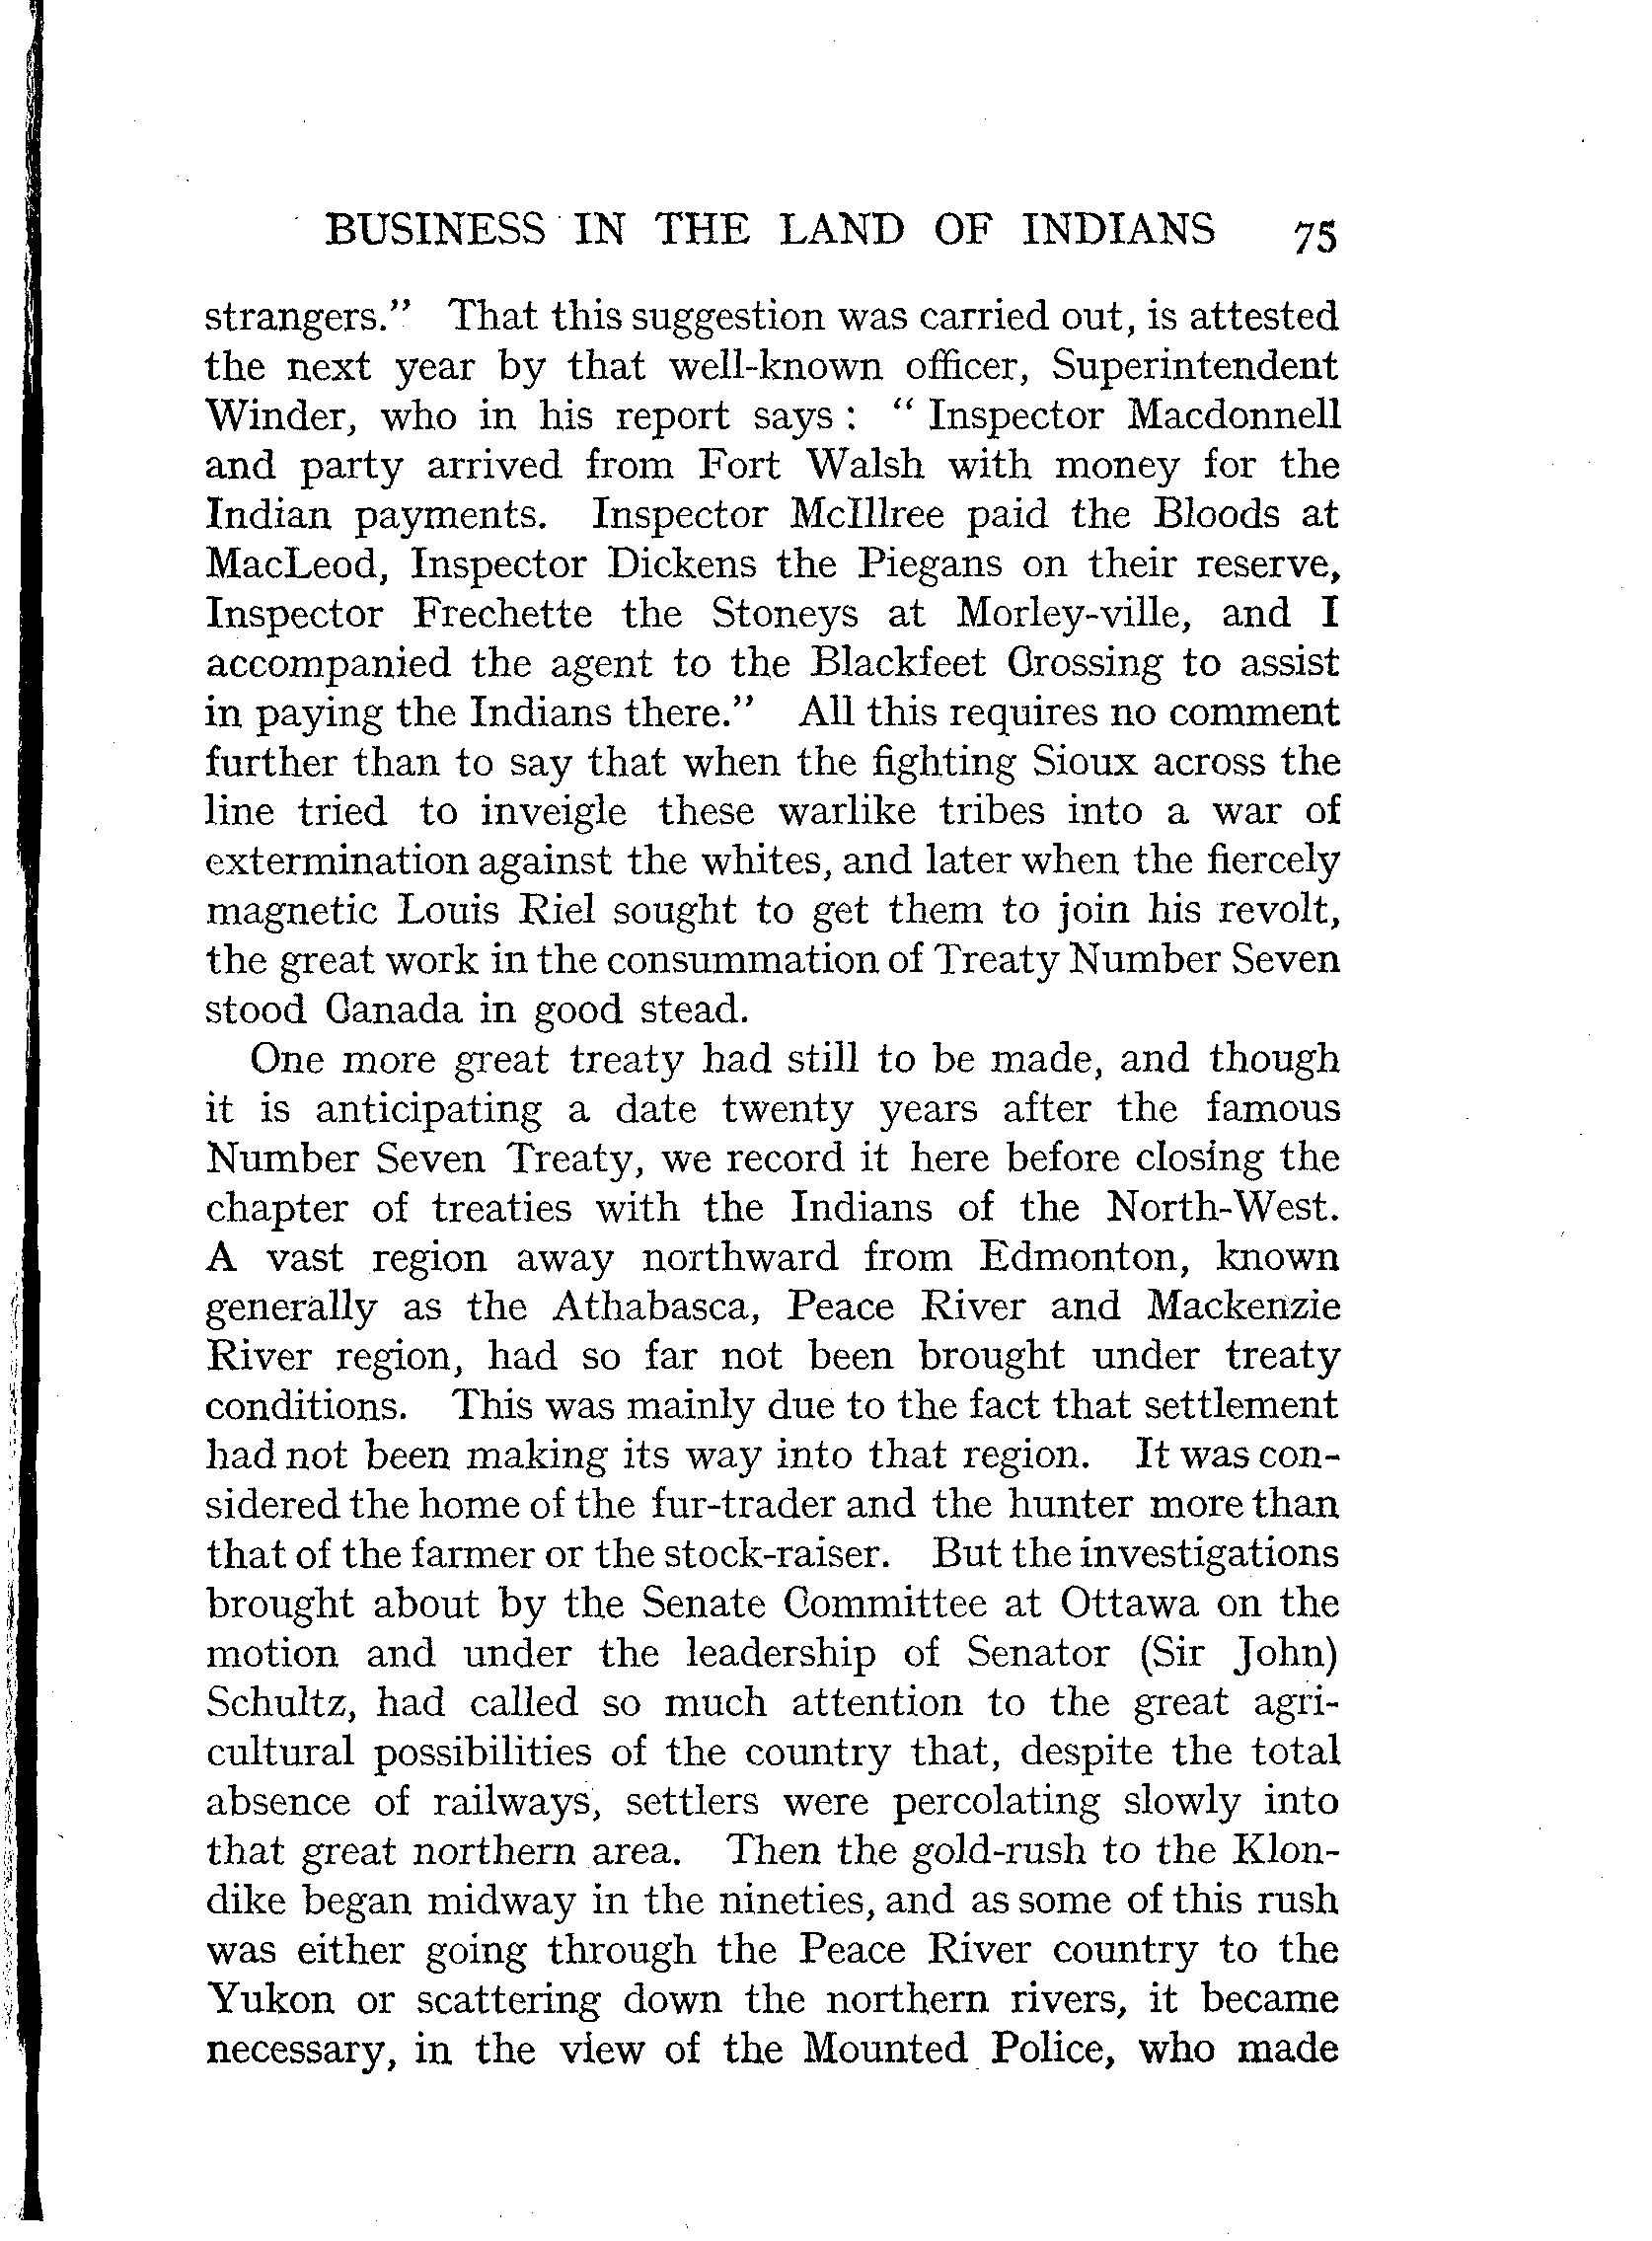 BUSINESS IN THE LAND OF INDIANS 75
strangers." That this suggestion was carried out, is attested
the next year by that well-known officer, Superintendent
Winder, who in his report says : " Inspector Macdonnell
and party arrived from Fort Walsh with money for the
Indian payments. Inspector McIllree paid the Bloods at
MacLeod, Inspector Dickens the Piegans on their reserve,
Inspector Frechette the Stoneys at Morley-ville, and I
accompanied the agent to the Blackfeet Crossing to assist
in paying the Indians there." All this requires no comment
further than to say that when the fighting Sioux across the
line tried to inveigle these warlike tribes into a war of
extermination against the whites, and later when the fiercely
magnetic Louis Riel sought to get them to join his revolt,
the great work in the consummation of Treaty Number Seven
stood Canada in good stead.
One more great treaty had still to be made, and though
it is anticipating a date twenty years after the famous
Number Seven Treaty, we record it here before closing the
chapter of treaties with the Indians of the North-West.
A vast region away northward from Edmonton, known
generally as the Athabasca, Peace River and Mackenzie
River region, had so far not been brought under treaty
conditions. This was mainly due to the fact that settlement
had not been making its way into that region. It was con-
sidered the home of the fur-trader and the hunter more than
that of the farmer or the stock-raiser. But the investigations
brought about by the Senate Committee at Ottawa on the
motion and under the leadership of Senator (Sir John)
Schultz, had called so much attention to the great agri-
cultural possibilities of the country that, despite the total
absence of railways, settlers were percolating slowly into
that great northern area. Then the gold-rush to the Klon-
dike began midway in the nineties, and as some of this rush
was either going through the Peace River country to the
Yukon or scattering down the northern rivers, it became
necessary, in the view of the Mounted Police, who made